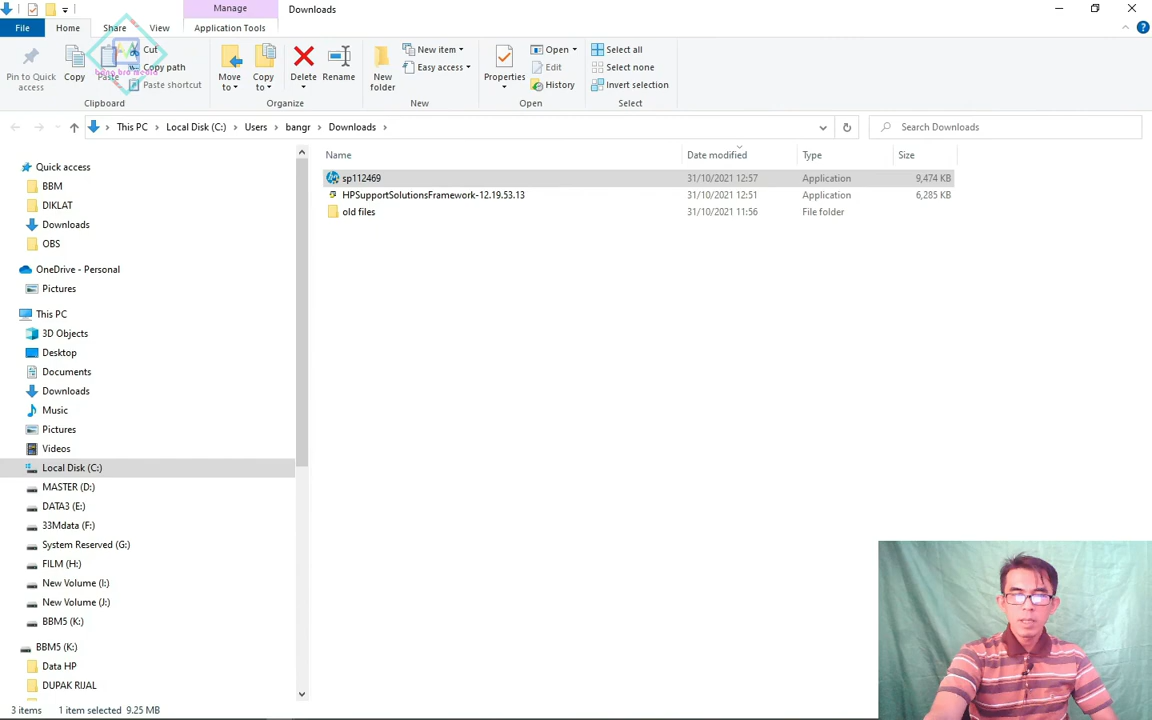 Manage
Downloads
File
Home
Share
View
Application Tools
Pin to Quick access
Copy
Paste
Cut
Copy path
Paste shortcut
Clipboard
Move to
Copy to
Delete
Rename
Organize
New folder
New item
Easy access
New
Properties
Open
Edit
History
Open
Select all
Select none
Invert selection
Select
This PC > Local Disk (C:) > Users > bangr > Downloads >
Search Downloads
Name Date modified Type Size
sp112469 31/10/2021 12:57 Application 9,474 KB
HPSupportSolutionsFramework-12.19.53.13 31/10/2021 12:51 Application 6,285 KB
old files 31/10/2021 11:56 File folder
Quick access
BBM
DIKLAT
Downloads
OBS
OneDrive - Personal
Pictures
This PC
3D Objects
Desktop
Documents
Downloads
Music
Pictures
Videos
Local Disk (C:)
MASTER (D:)
DATA3 (E:)
33Mdata (F:)
System Reserved (G:)
FILM (H:)
New Volume (I:)
New Volume (J:)
BBM5 (K:)
BBM5 (K:)
Data HP
DUPAK RIJAL
3 items 1 item selected 9.25 MB